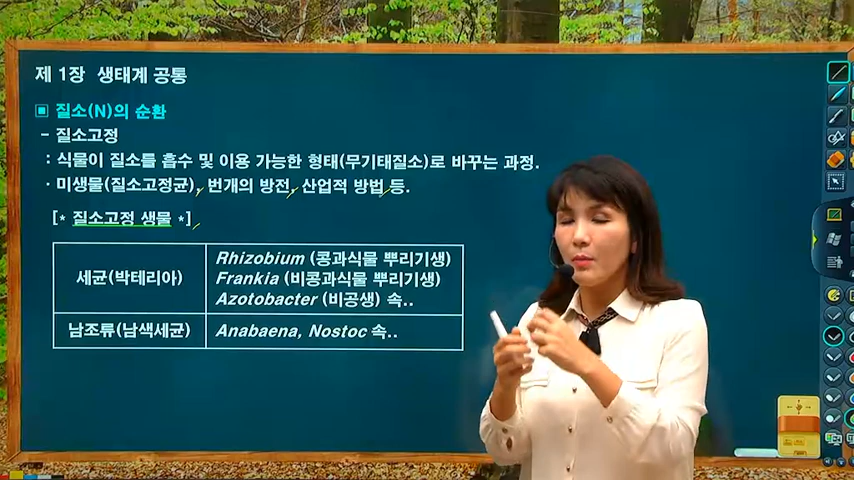 제 1장 생태계 공통
▣ 질소(N)의 순환
- 질소고정
: 식물이 질소를 흡수 및 이용 가능한 형태(무기태질소)로 바꾸는 과정.
· 미생물(질소고정균), 번개의 방전, 산업적 방법 등.
[* 질소고정 생물 *]
세균(박테리아)
Rhizobium (콩과식물 뿌리기생)
Frankia (비콩과식물 뿌리기생)
Azotobacter (비공생) 속..
남조류(남색세균)
Anabaena, Nostoc 속..